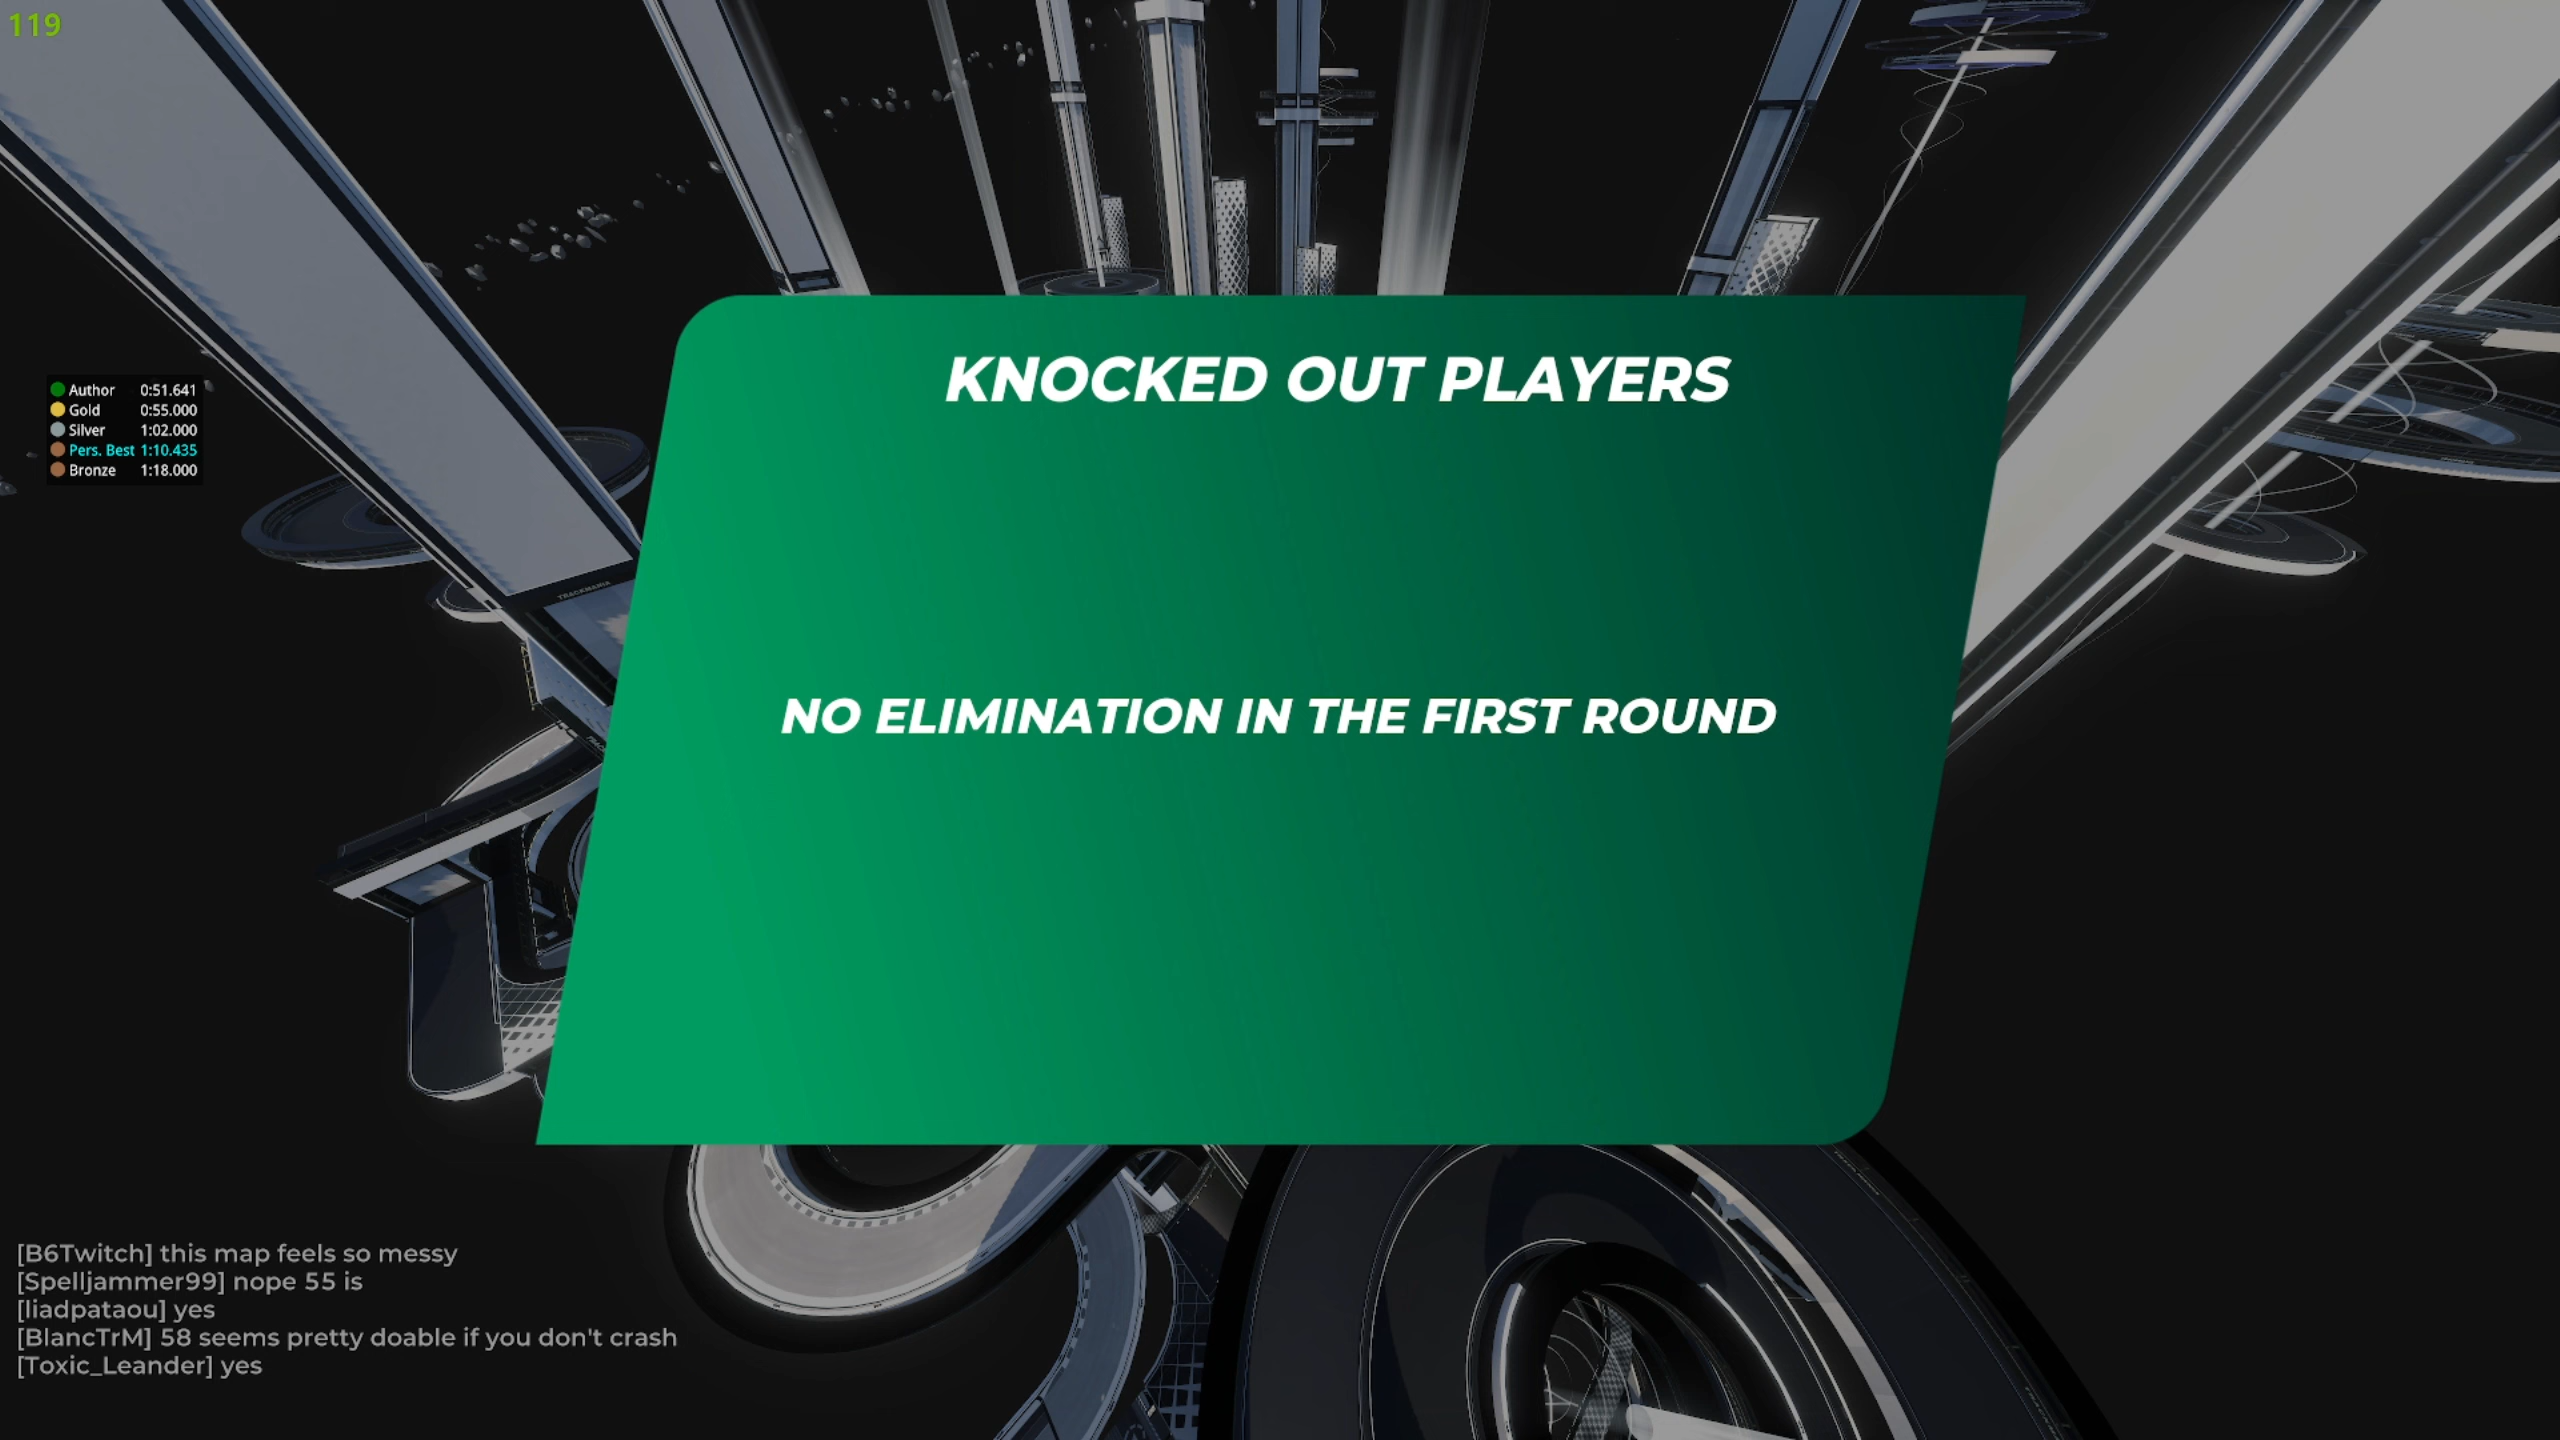 119
KNOCKED OUT PLAYERS
Author 0:51.641
Gold 0:55.000
Silver 1:02.000
Pers. Best 1:10.435
Bronze 1:18.000
TRACKMANIA
NO ELIMINATION IN THE FIRST ROUND
[B6Twitch] this map feels so messy
[Spelljammer99] nope 55 is
[liadpataou] yes
[BlancTrM] 58 seems pretty doable if you don't crash
[Toxic_Leander] yes